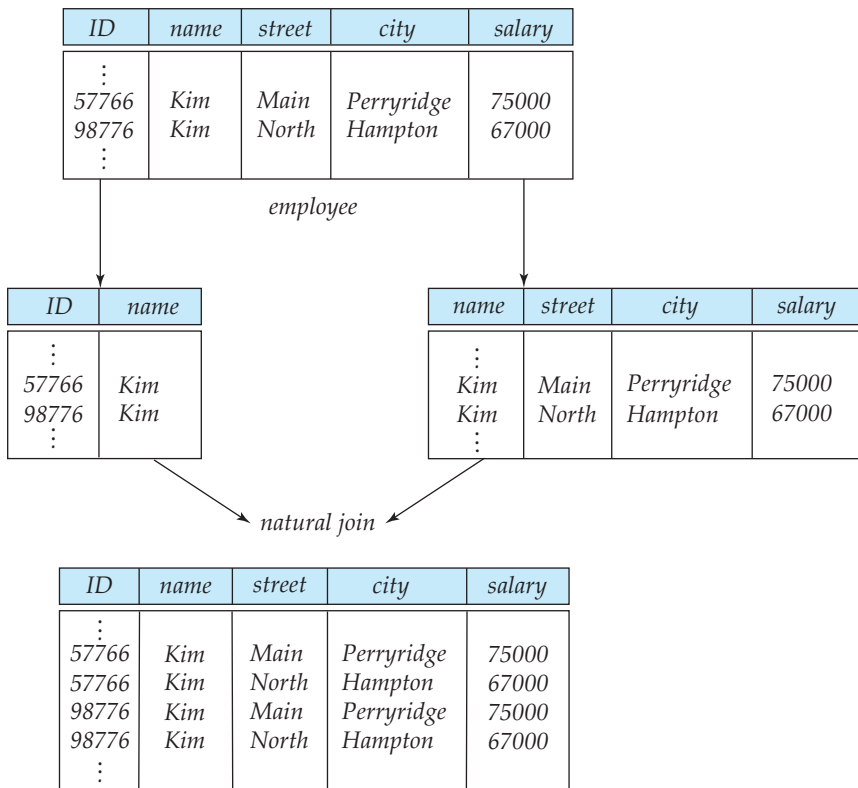 ID name street city salary
⋮
57766 Kim Main Perryridge 75000
98776 Kim North Hampton 67000
⋮
employee
ID name
⋮
57766 Kim
98776 Kim
⋮
name street city salary
⋮
Kim Main Perryridge 75000
Kim North Hampton 67000
⋮
natural join
ID name street city salary
⋮
57766 Kim Main Perryridge 75000
57766 Kim North Hampton 67000
98776 Kim Main Perryridge 75000
98776 Kim North Hampton 67000
⋮